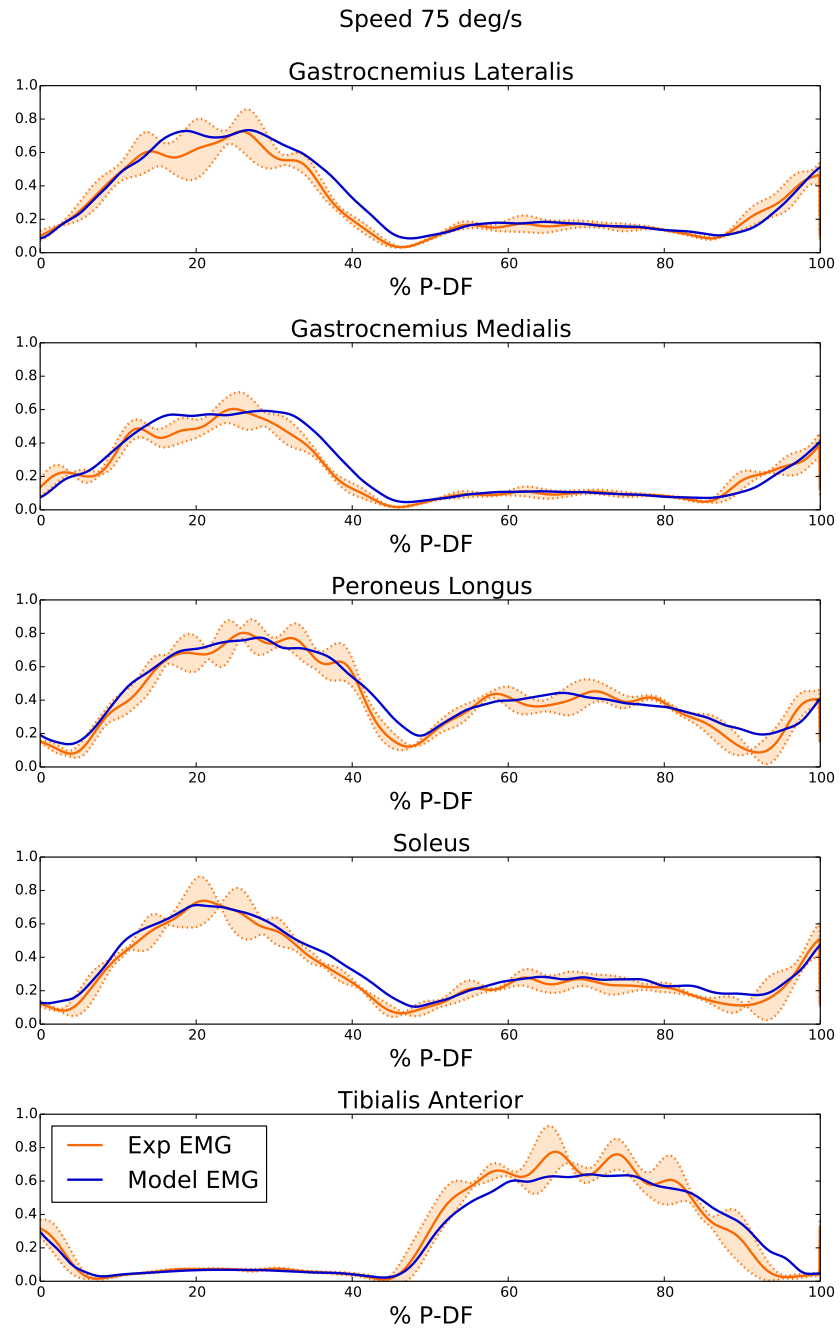 Speed 75 deg/s
Gastrocnemius Lateralis
1.0
0.8
0.6
0.4
0.2
0.0
0 20 40 60 80 100
% P-DF
Gastrocnemius Medialis
1.0
0.8
0.6
0.4
0.2
0.0
0 20 40 60 80 100
% P-DF
Peroneus Longus
1.0
0.8
0.6
0.4
0.2
0.0
0 20 40 60 80 100
% P-DF
Soleus
1.0
0.8
0.6
0.4
0.2
0.0
0 20 40 60 80 100
% P-DF
Tibialis Anterior
1.0
0.8
0.6
0.4
0.2
0.0
Exp EMG
Model EMG
0 20 40 60 80 100
% P-DF